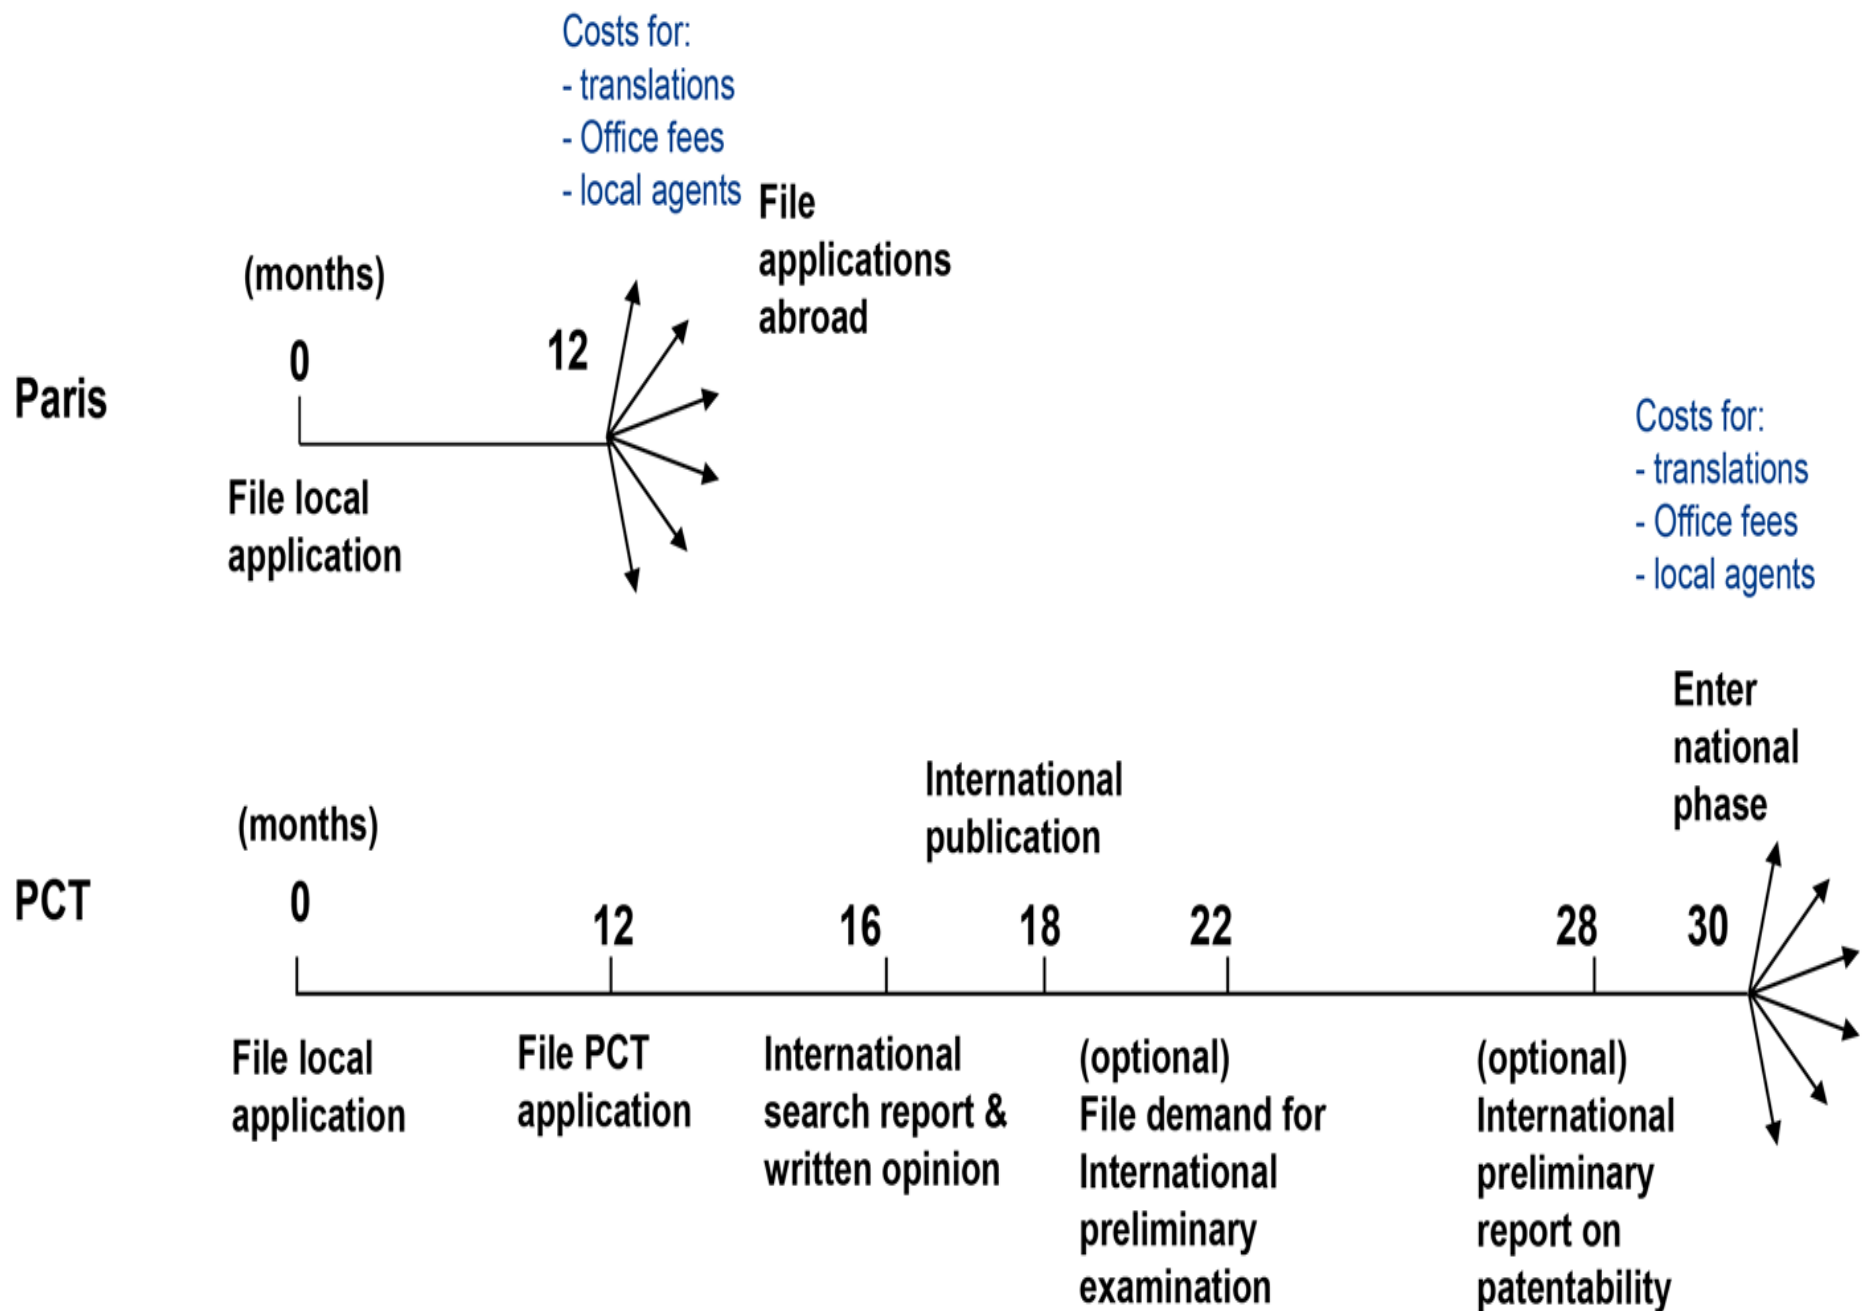 Costs for:
- translations
- Office fees
- local agents
File
applications
abroad
(months)
0
12
Paris
File local
application
Costs for:
- translations
- Office fees
- local agents
Enter
national
phase
International
publication
(months)
PCT
0
12
16
18
22
28
30
File local
application
File PCT
application
International
search report &
written opinion
(optional)
File demand for
International
preliminary
examination
(optional)
International
preliminary
report on
patentability